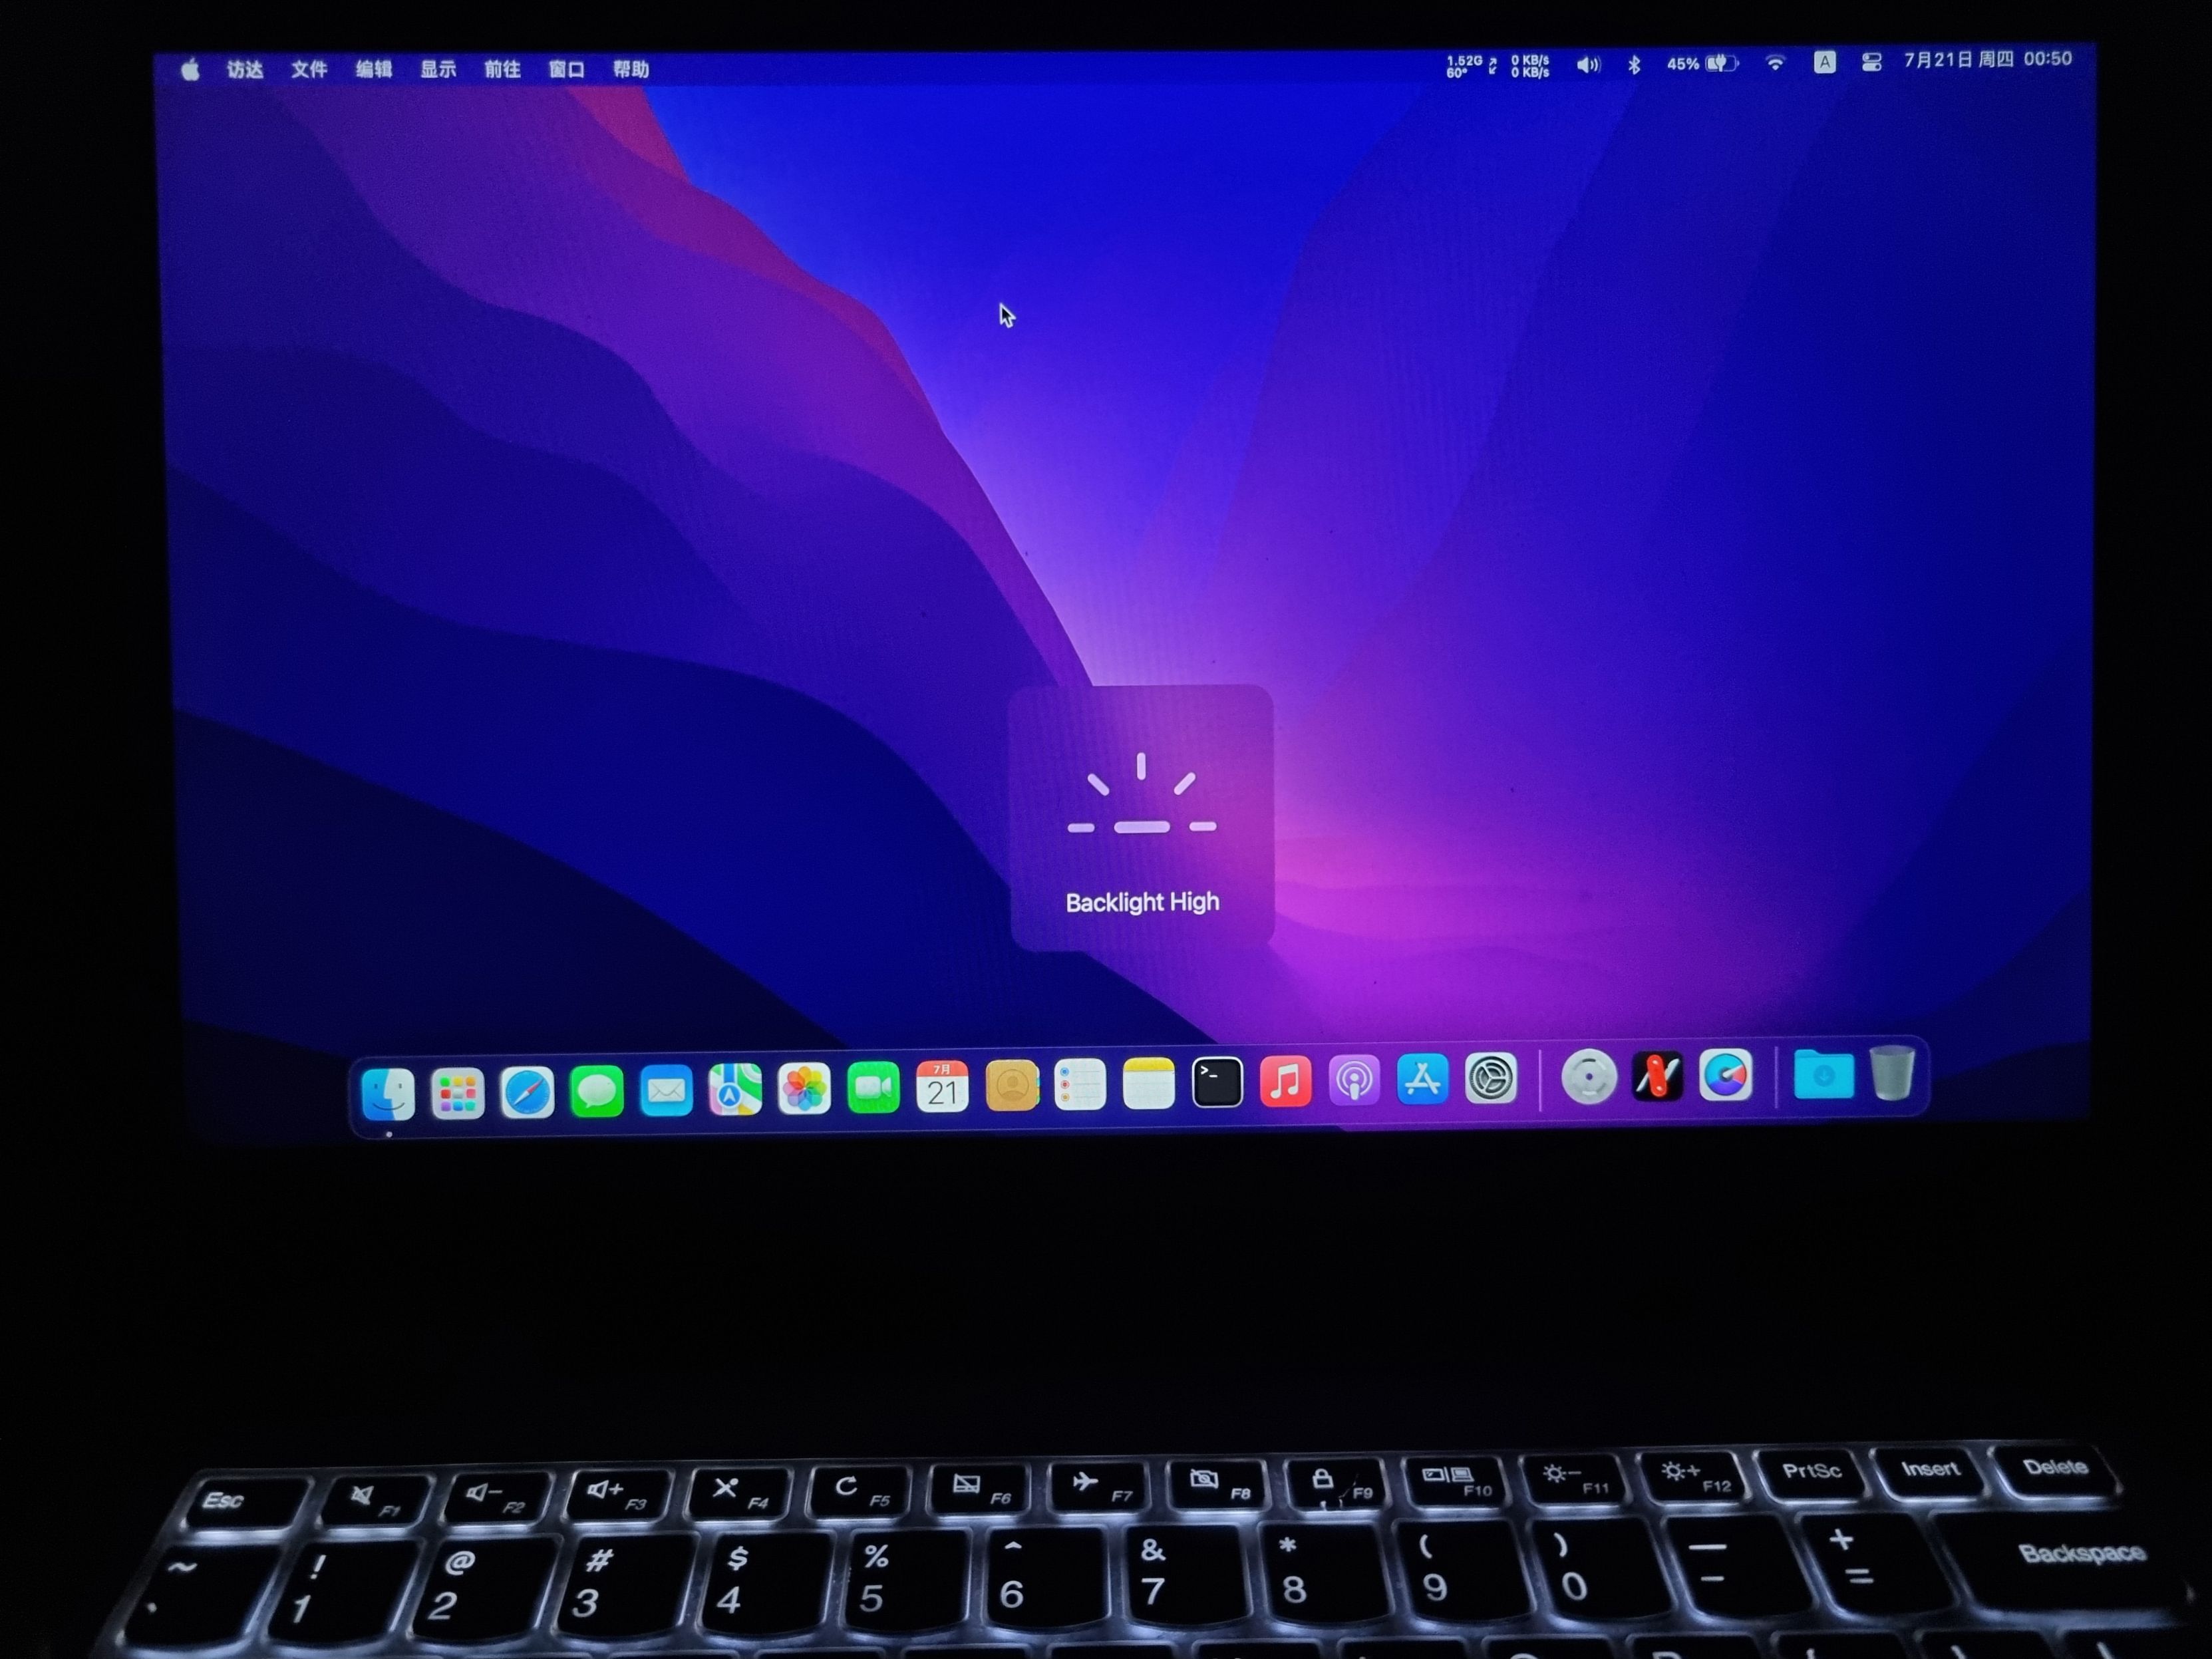 访达 文件 编辑 显示 前往 窗口 帮助
1.52G 0 KB/s
60° 0 KB/s
45%
A
7月21日 周四 00:50
Backlight High
7月
21
>_
Esc F1 F2 F3 F4 F5 F6 F7 F8 F9 F10 F11 F12 PrtSc Insert Delete
~ ! @ # $ % ^ & * ( ) — + Backspace
` 1 2 3 4 5 6 7 8 9 0 - =